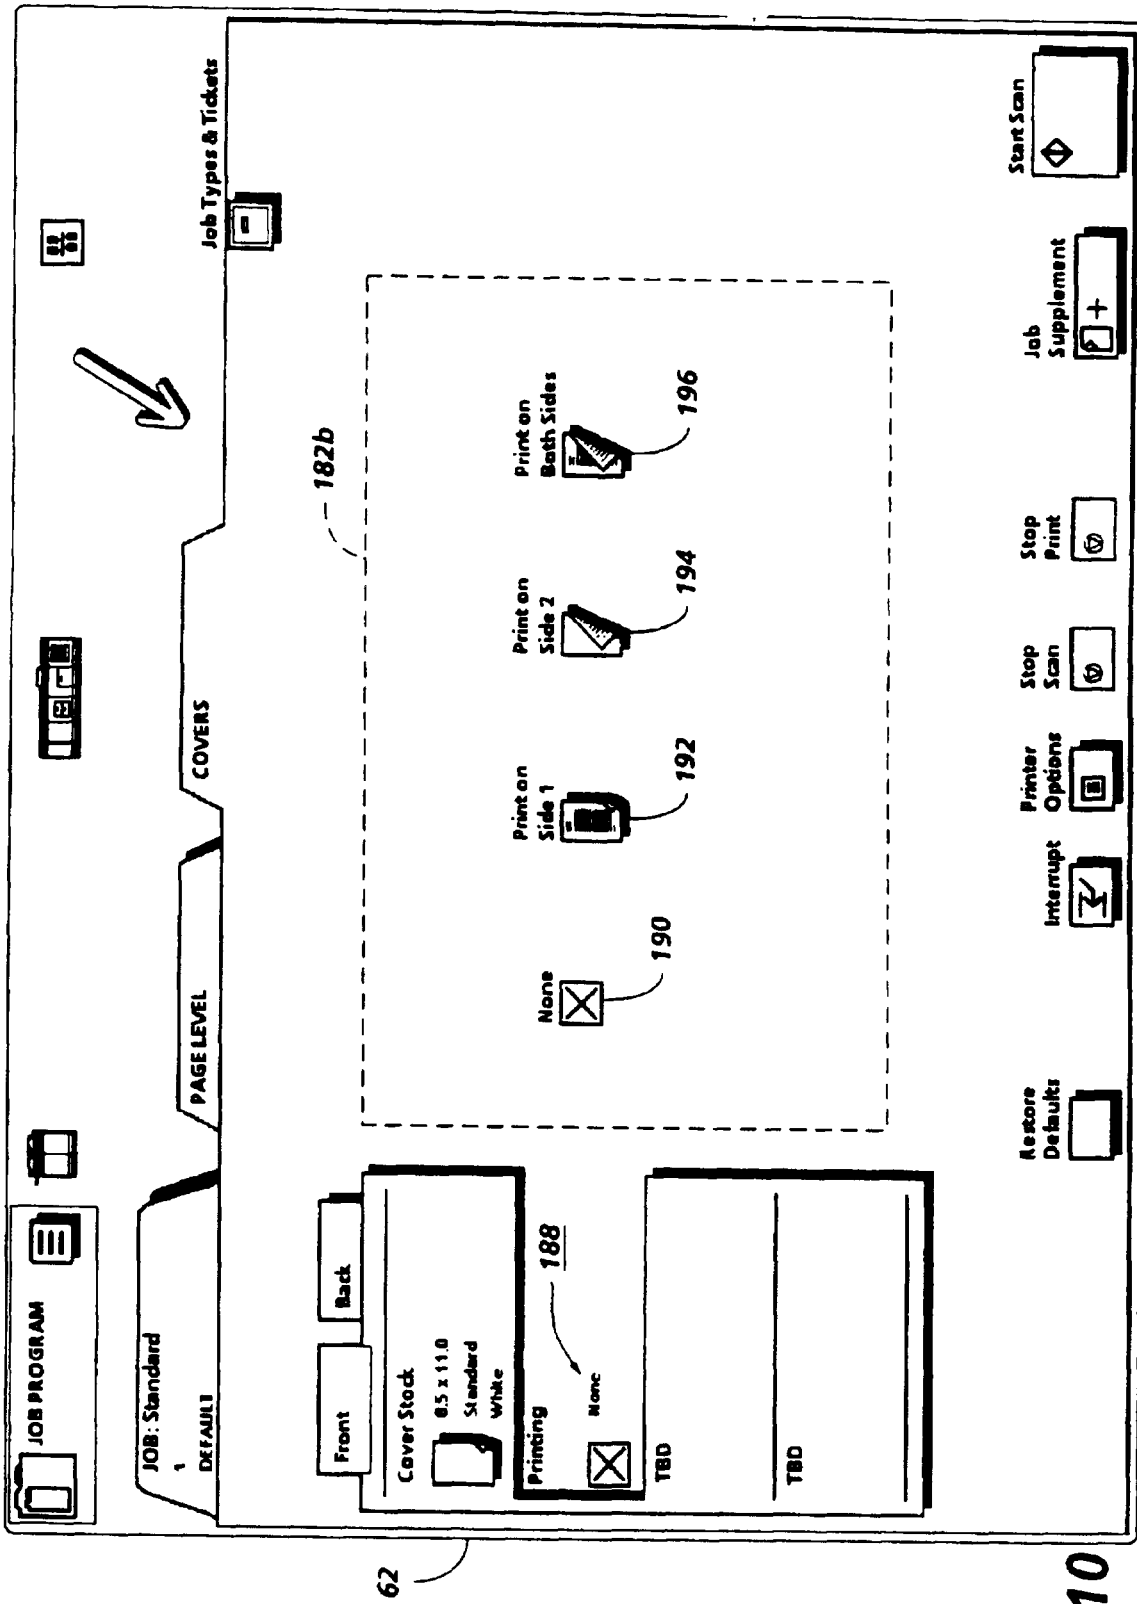 JOB PROGRAM
JOB: Standard
1
DEFAULT
PAGE LEVEL
COVERS
Job Types & Tickets
Front
Back
Cover Stock
8.5 x 11.0
Standard
White
Printing
None
188
TBD
TBD
182b
None
190
Print on
Side 1
192
Print on
Side 2
194
Print on
Both Sides
196
Restore
Defaults
Interrupt
Printer
Options
Stop
Scan
Stop
Print
Job
Supplement
Start Scan
62
10